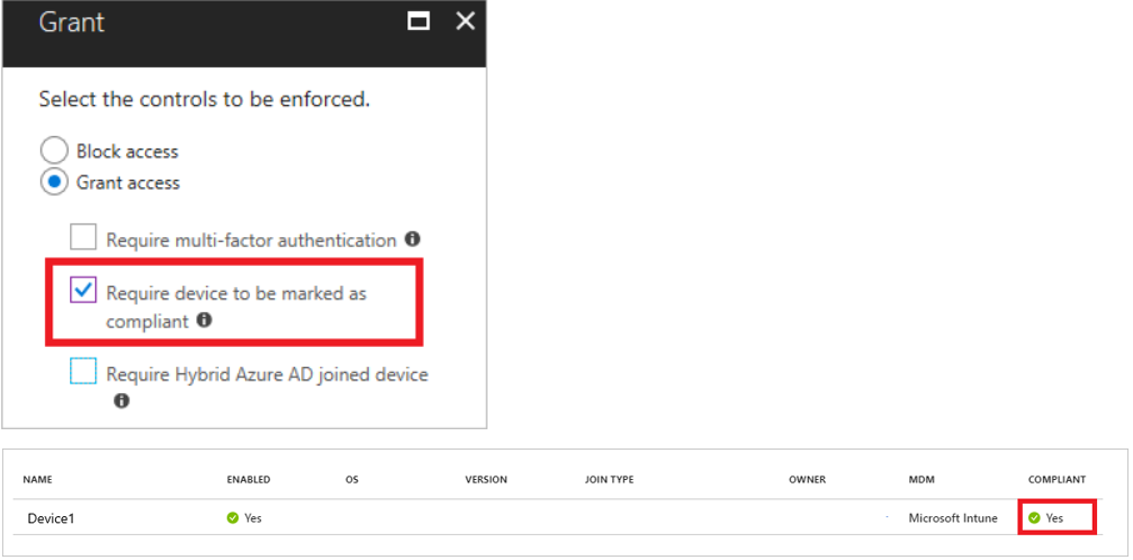 Grant
Select the controls to be enforced.
Block access
Grant access
Require multi-factor authentication
Require device to be marked as
compliant
Require Hybrid Azure AD joined device
NAME ENABLED OS VERSION JOIN TYPE OWNER MDM COMPLIANT
Device1 Yes Microsoft Intune Yes